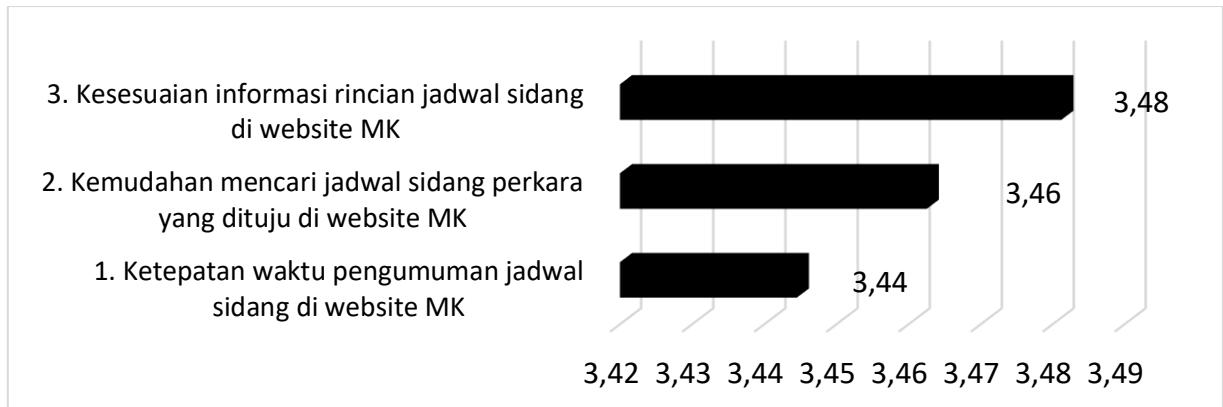 3. Kesesuaian informasi rincian jadwal sidang
di website MK
3,48
2. Kemudahan mencari jadwal sidang perkara
yang dituju di website MK
3,46
1. Ketepatan waktu pengumuman jadwal
sidang di website MK
3,44
3,42 3,43 3,44 3,45 3,46 3,47 3,48 3,49